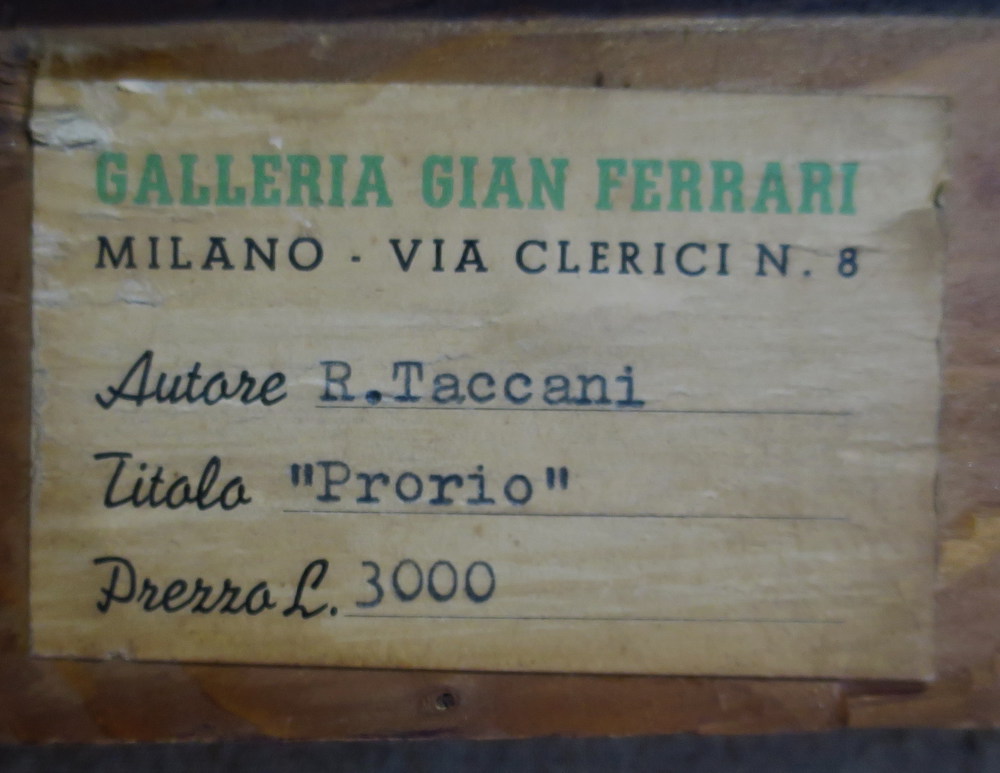 GALLERIA GIAN FERRARI
MILANO - VIA CLERICI N. 8
Autore R.Taccani
Titolo "Prorio"
Prezzo L. 3000